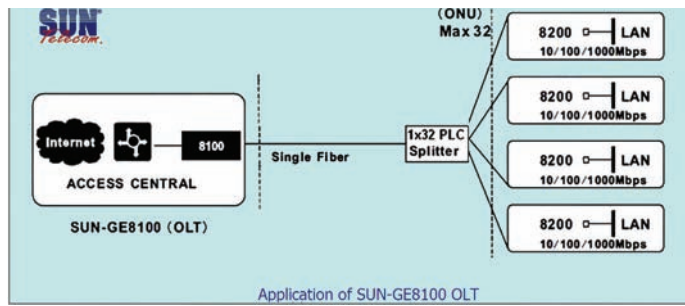 SUN
Telecom.
(ONU)
Max 32
8200 LAN
10/100/1000Mbps
8200 LAN
10/100/1000Mbps
8200 LAN
10/100/1000Mbps
8200 LAN
10/100/1000Mbps
Internet
8100
ACCESS CENTRAL
SUN-GE8100 (OLT)
Single Fiber
1x32 PLC
Splitter
Application of SUN-GE8100 OLT